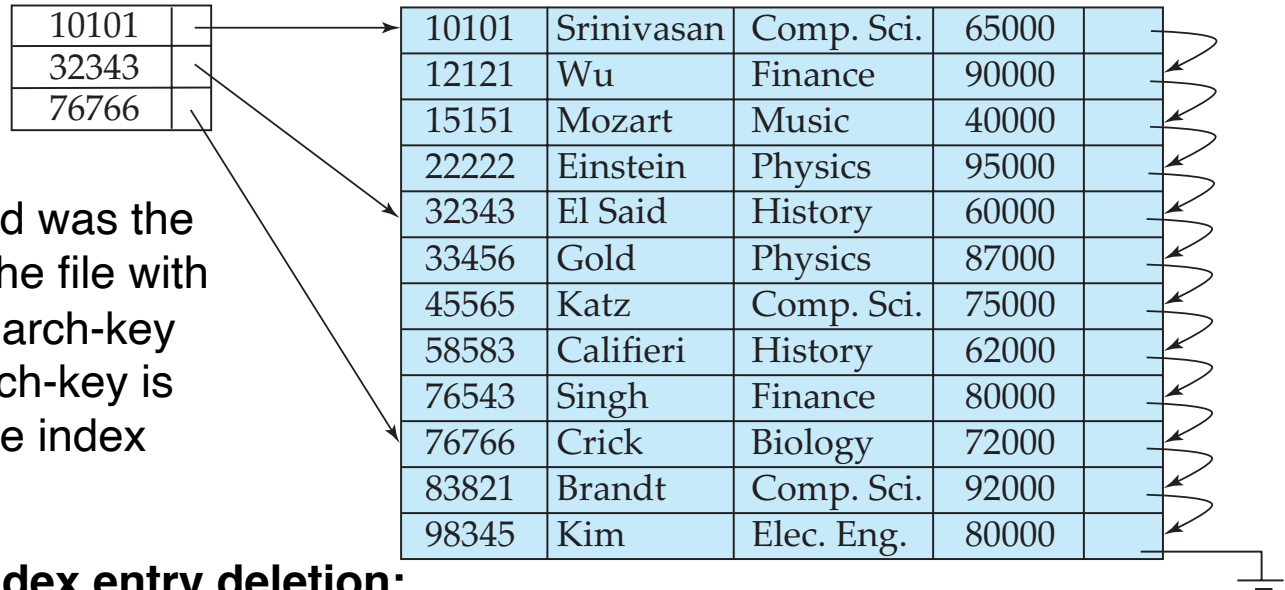 10101
32343
76766
10101 Srinivasan Comp. Sci. 65000
12121 Wu Finance 90000
15151 Mozart Music 40000
22222 Einstein Physics 95000
32343 El Said History 60000
33456 Gold Physics 87000
45565 Katz Comp. Sci. 75000
58583 Califieri History 62000
76543 Singh Finance 80000
76766 Crick Biology 72000
83821 Brandt Comp. Sci. 92000
98345 Kim Elec. Eng. 80000
d was the
he file with
arch-key
ch-key is
e index
dex entry deletion: